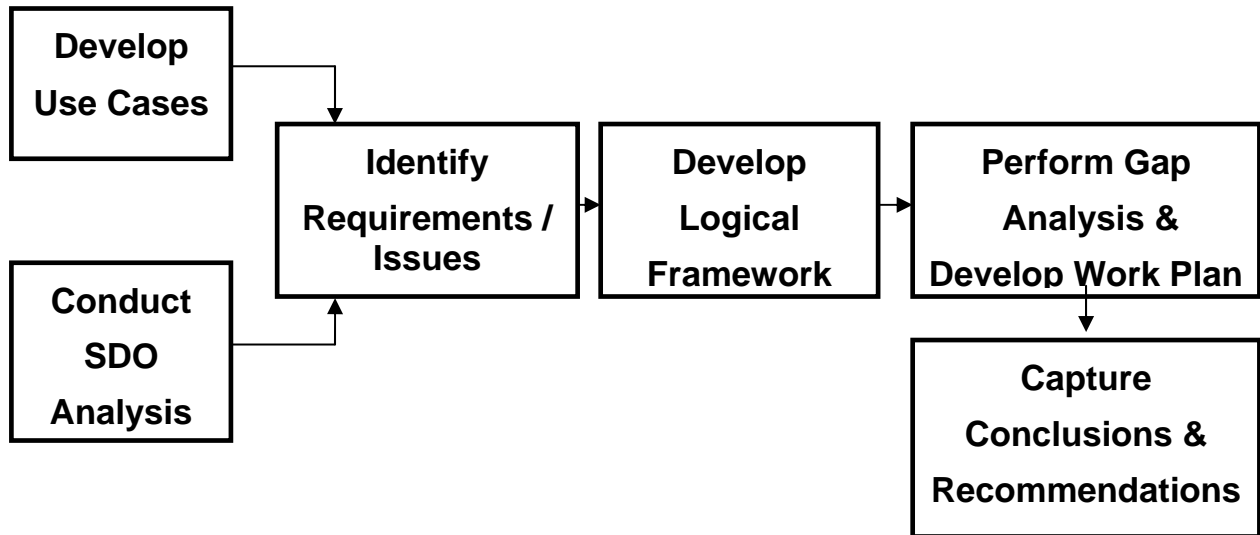 Develop
Use Cases
Conduct
SDO
Analysis
Identify
Requirements /
Issues
Develop
Logical
Framework
Perform Gap
Analysis &
Develop Work Plan
Capture
Conclusions &
Recommendations